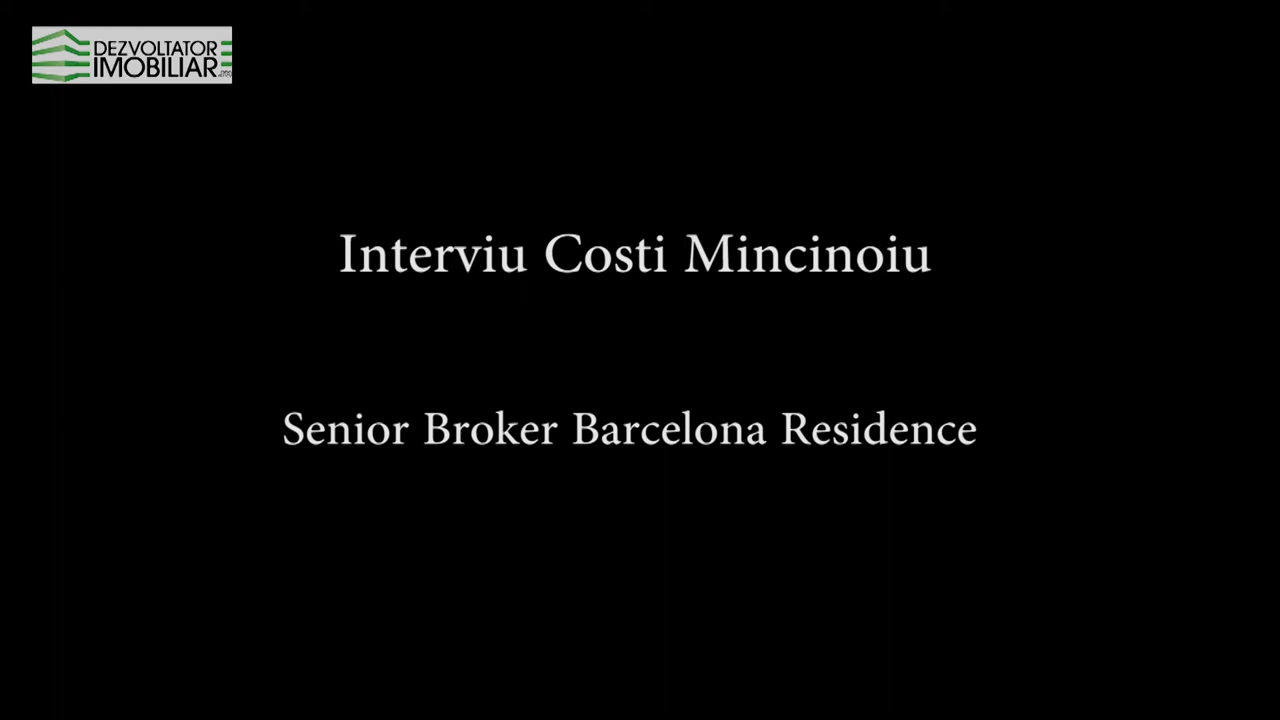 DEZVOLTATOR
IMOBILIAR
Interviu Costi Mincinoiu
Senior Broker Barcelona Residence